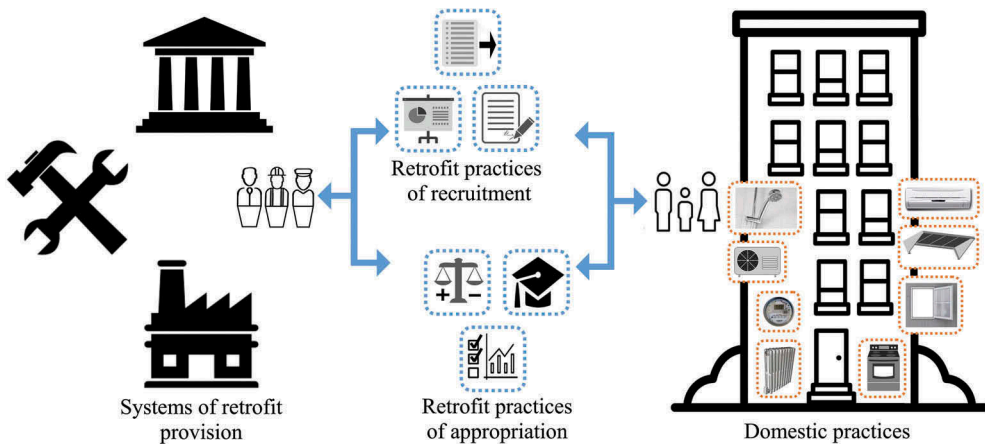 Retrofit practices
of recruitment
+ −
Systems of retrofit
provision
Retrofit practices
of appropriation
Domestic practices